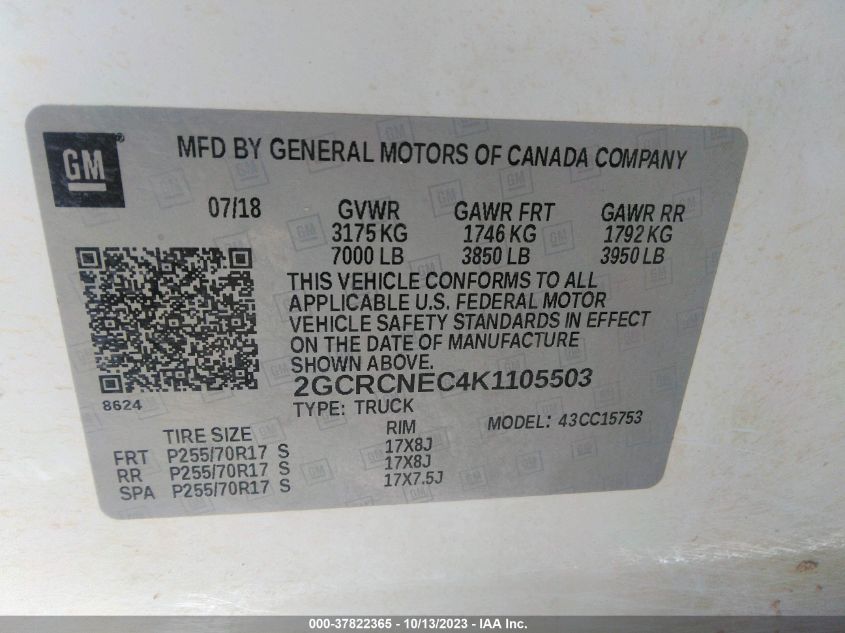 GM
MFD BY GENERAL MOTORS OF CANADA COMPANY
07/18 GVWR GAWR FRT GAWR RR
3175 KG 1746 KG 1792 KG
7000 LB 3850 LB 3950 LB
THIS VEHICLE CONFORMS TO ALL
APPLICABLE U.S. FEDERAL MOTOR
VEHICLE SAFETY STANDARDS IN EFFECT
ON THE DATE OF MANUFACTURE
SHOWN ABOVE.
2GCRCNEC4K1105503
8624
TYPE: TRUCK MODEL: 43CC15753
TIRE SIZE RIM
FRT P255/70R17 S 17X8J
RR P255/70R17 S 17X8J
SPA P255/70R17 S 17X7.5J
000-37822365 - 10/13/2023 - IAA Inc.